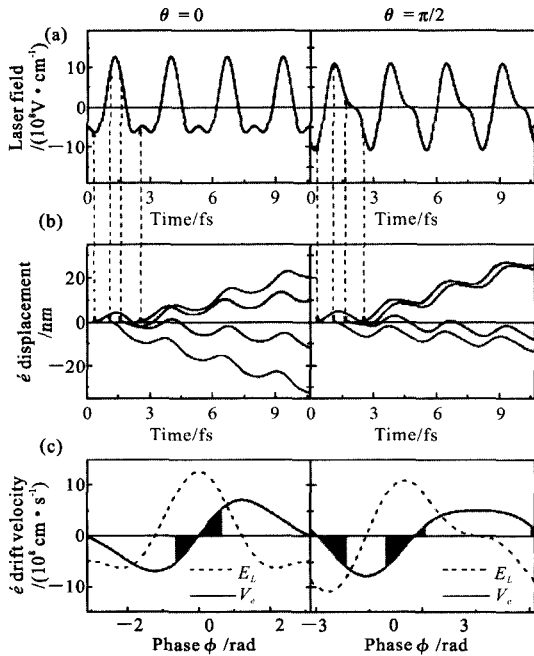 θ = 0
θ = π/2
(a)
Laser field
/(10⁸V · cm⁻¹)
10
0
−10
0
3
6
9
Time/fs
0
3
6
9
Time/fs
(b)
é displacement
/nm
20
0
−20
0
3
6
9
Time/fs
0
3
6
9
Time/fs
(c)
é drift velocity
/(10⁸ cm · s⁻¹)
10
5
0
−5
−10
E_L
V_e
−2
0
2
Phase ϕ /rad
E_L
V_e
−3
0
3
Phase ϕ /rad